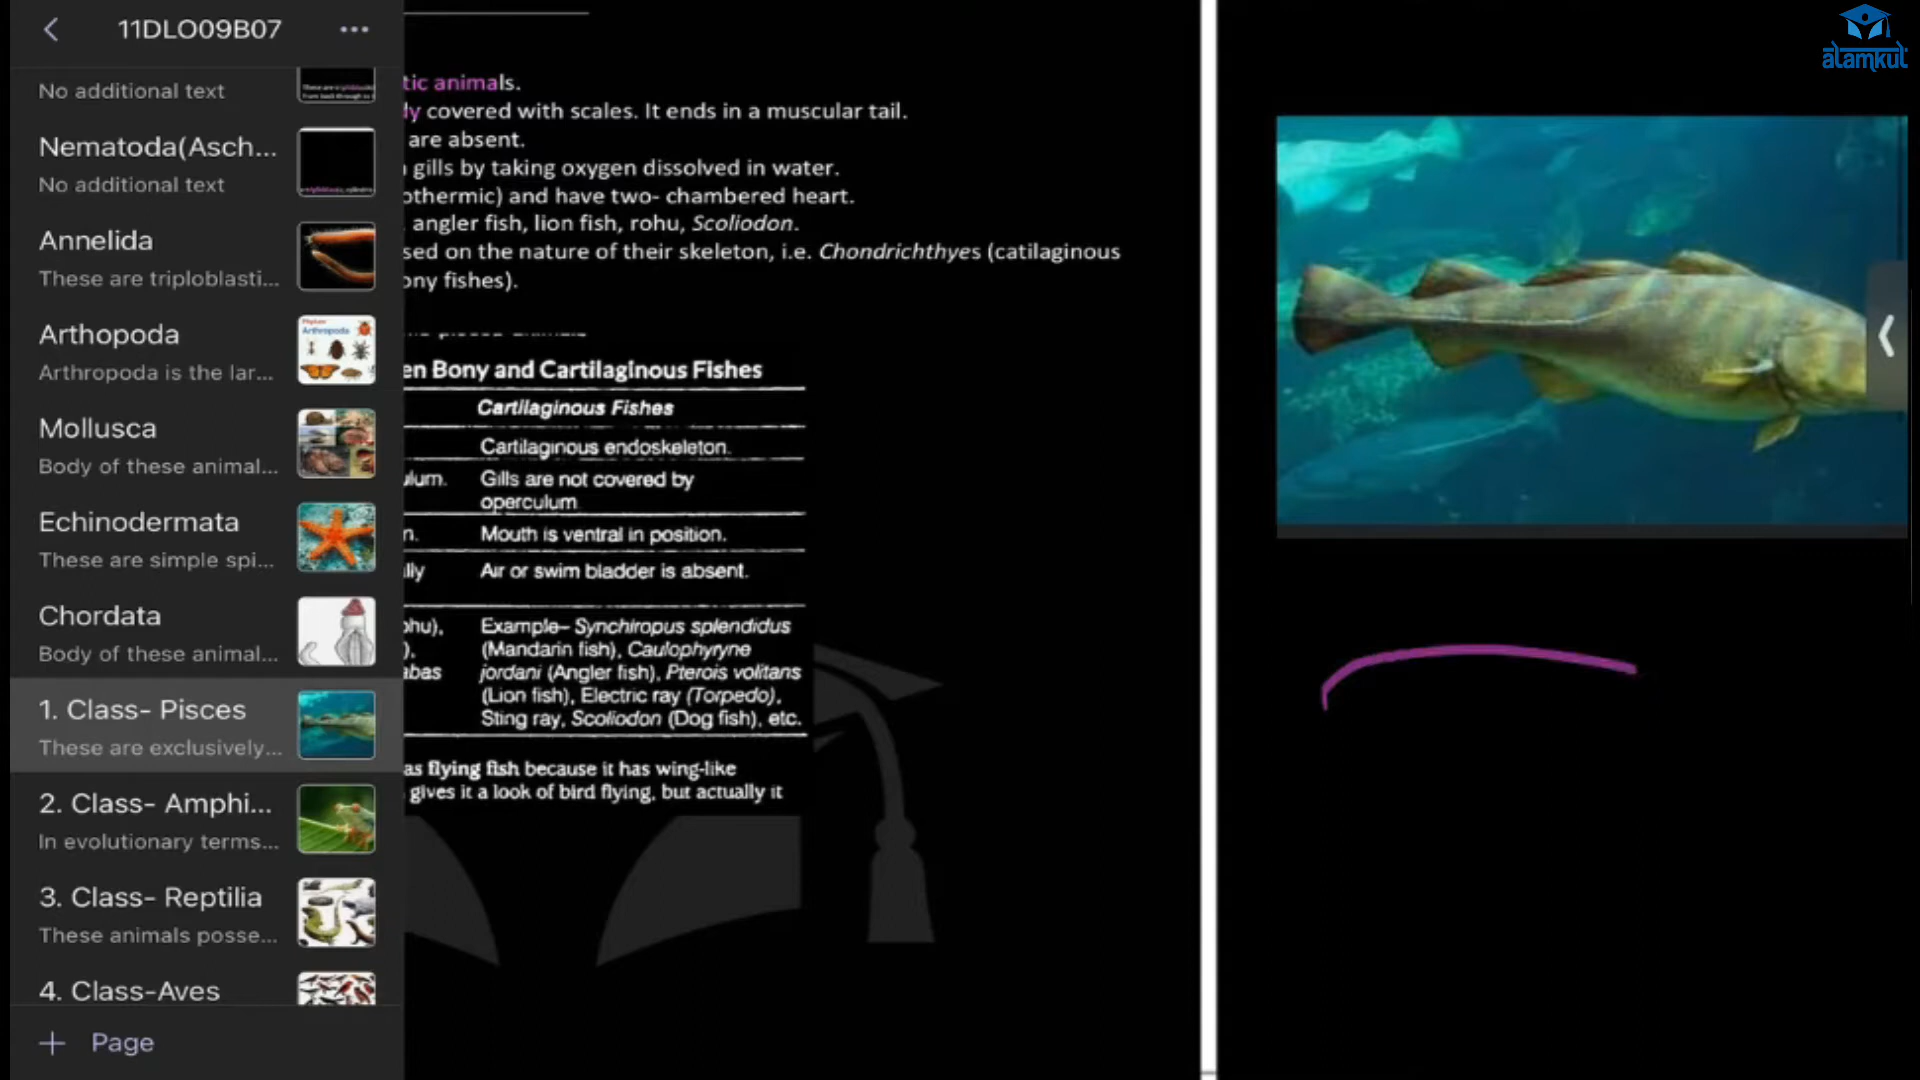 11DLO09B07
No additional text
Nematoda(Asch...
No additional text
Annelida
These are triploblasti...
Arthopoda
Arthropoda is the lar...
Mollusca
Body of these animal...
Echinodermata
These are simple spi...
Chordata
Body of these animal...
1. Class- Pisces
These are exclusively...
2. Class- Amphi...
In evolutionary terms...
3. Class- Reptilia
These animals posse...
4. Class-Aves
+ Page
tic animals.
dy covered with scales. It ends in a muscular tail.
are absent.
gills by taking oxygen dissolved in water.
othermic) and have two- chambered heart.
angler fish, lion fish, rohu, Scoliodon.
sed on the nature of their skeleton, i.e. Chondrichthyes (catilaginous
ony fishes).
en Bony and Cartilaginous Fishes
Cartilaginous Fishes
Cartilaginous endoskeleton.
ulum. Gills are not covered by
operculum
n. Mouth is ventral in position.
lly Air or swim bladder is absent.
ohu), Example– Synchiropus splendidus
). (Mandarin fish), Caulophyryne
abas jordani (Angler fish), Pterois volitans
(Lion fish), Electric ray (Torpedo),
Sting ray, Scoliodon (Dog fish), etc.
as flying fish because it has wing-like
gives it a look of bird flying, but actually it
alamkut